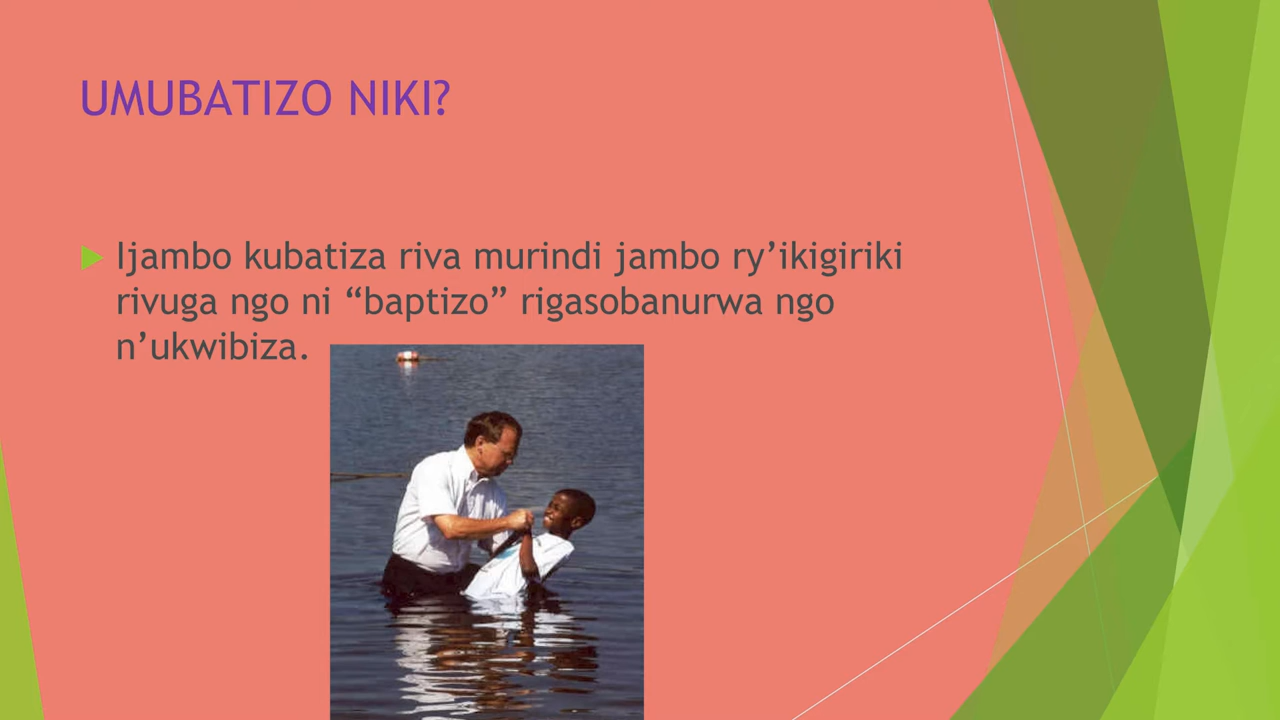 UMUBATIZO NIKI?
Ijambo kubatiza riva murindi jambo ry’ikigiriki
rivuga ngo ni “baptizo” rigasobanurwa ngo
n’ukwibiza.